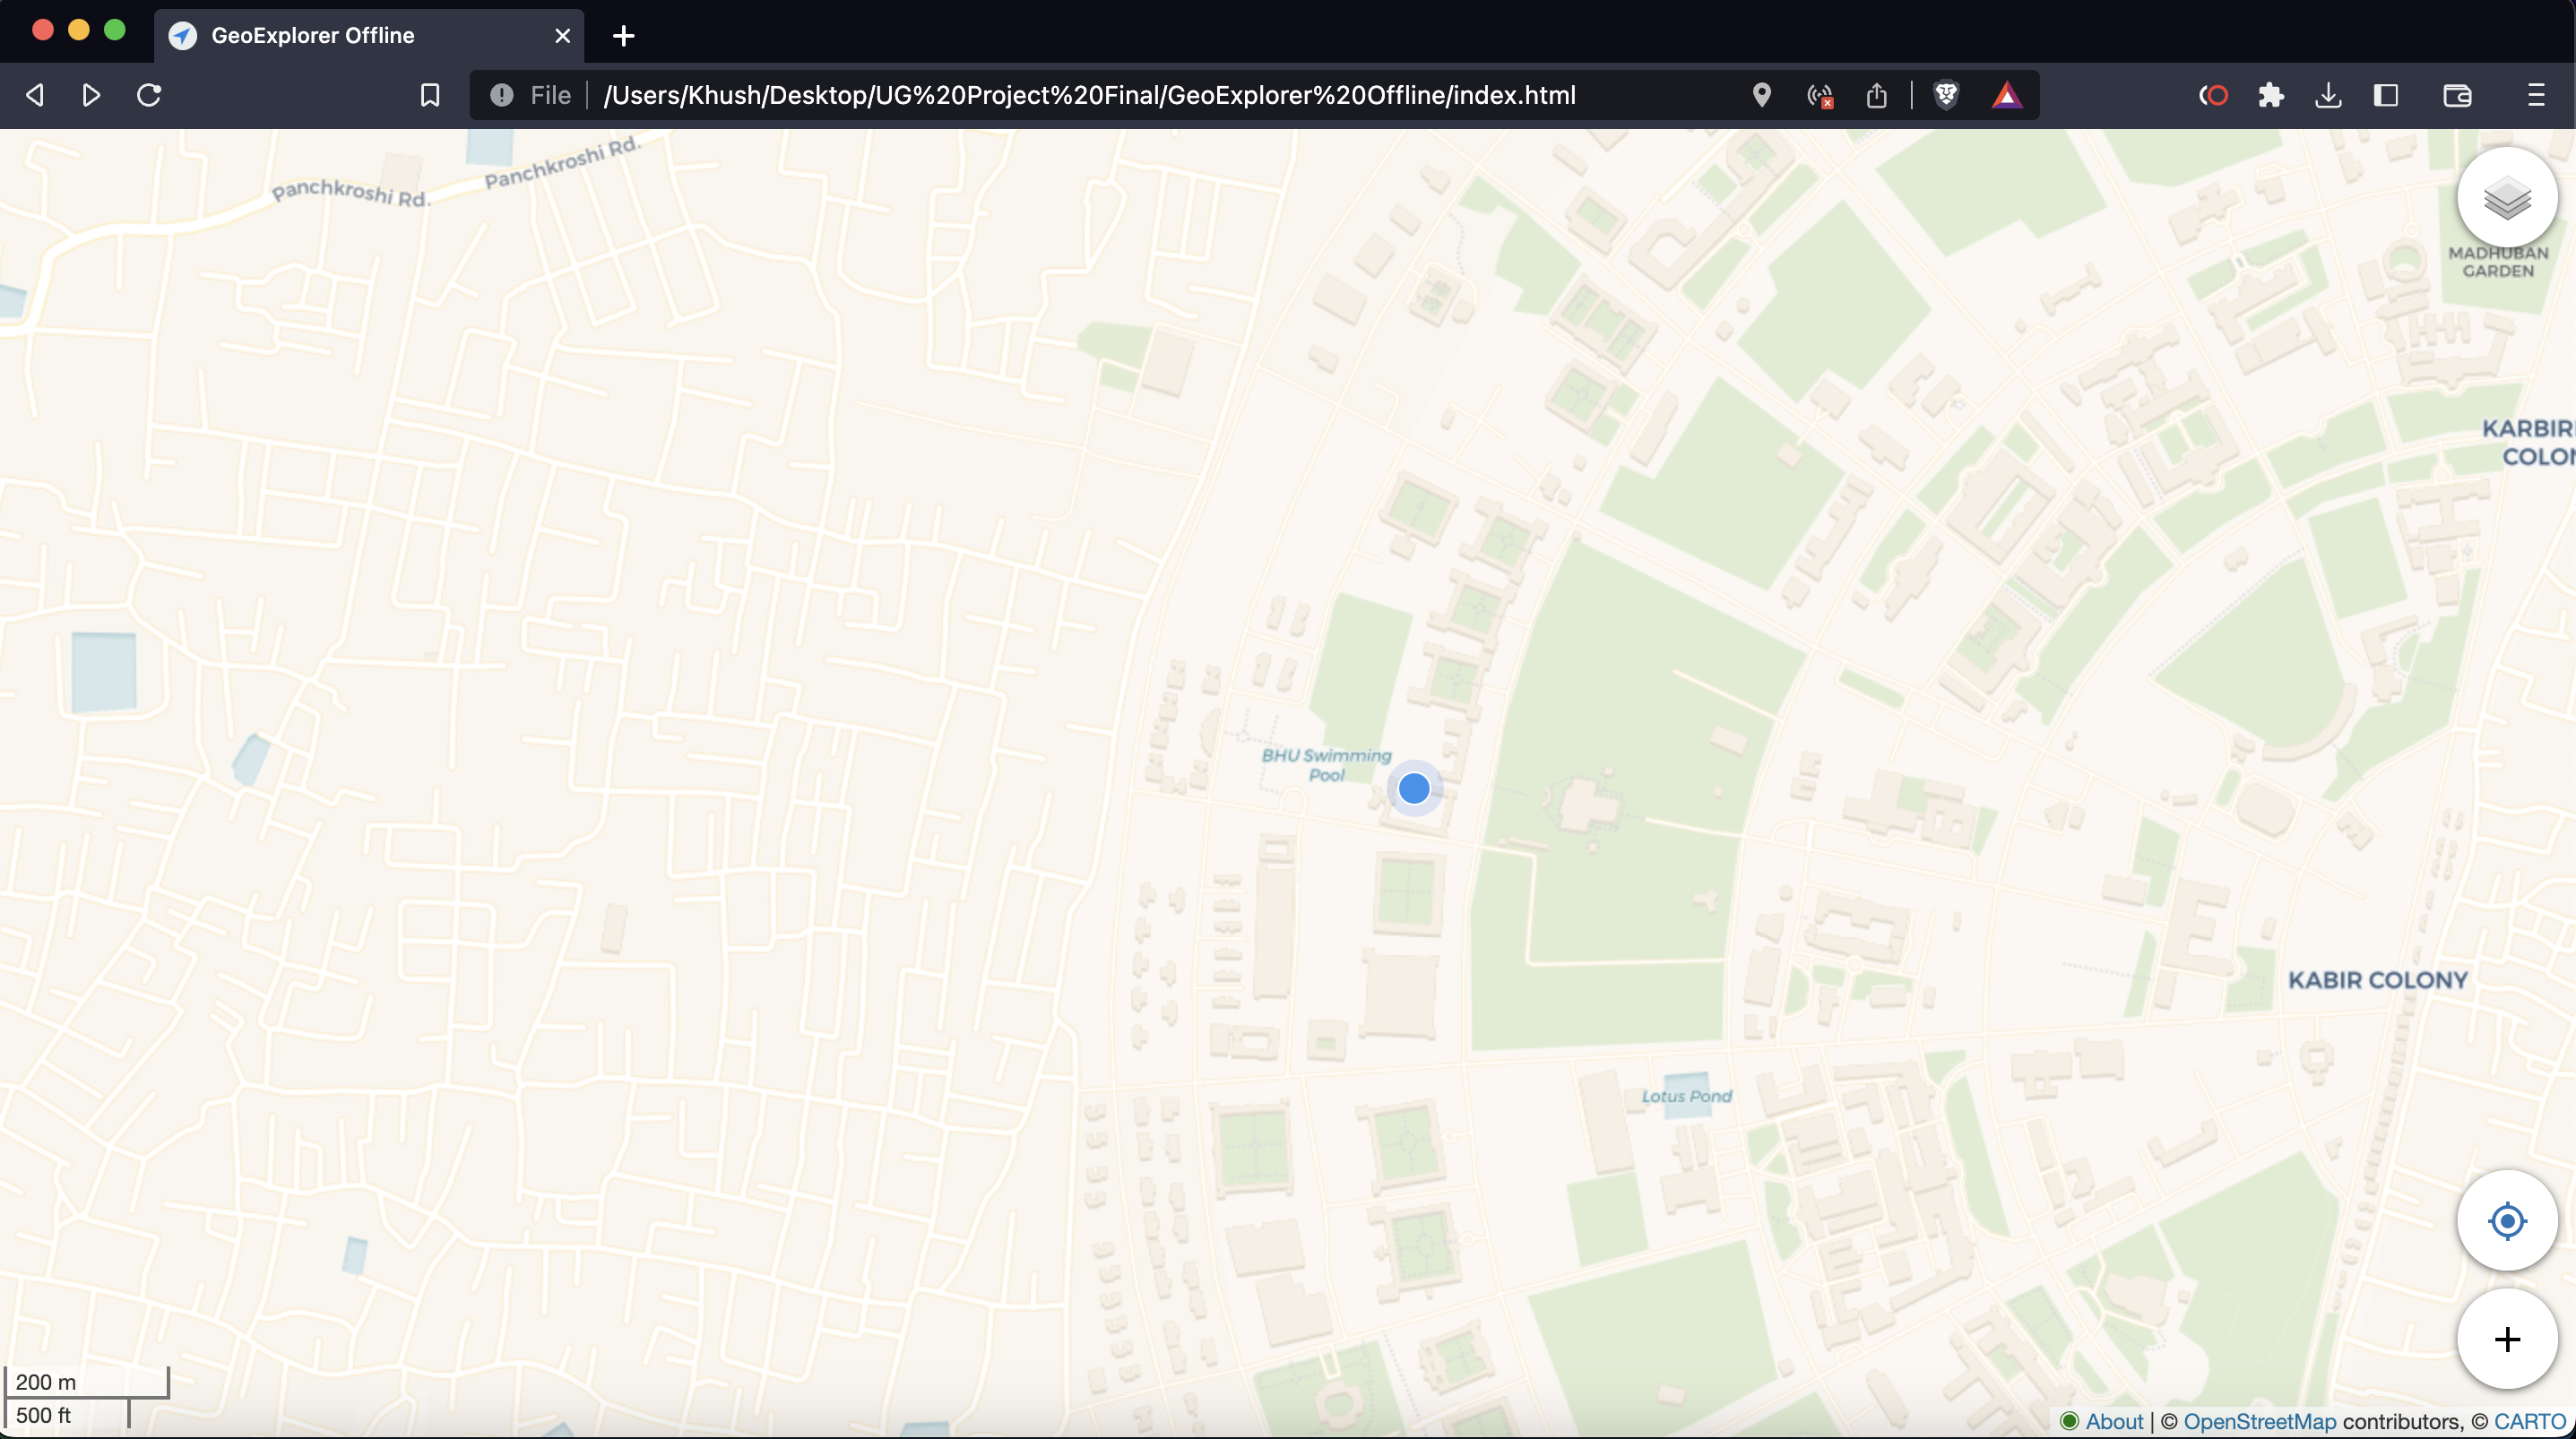 GeoExplorer Offline
File
/Users/Khush/Desktop/UG%20Project%20Final/GeoExplorer%20Offline/index.html
Panchkroshi Rd.
Panchkroshi Rd.
MADHUBAN
GARDEN
KARBIR
COLON
BHU Swimming
Pool
KABIR COLONY
Lotus Pond
200 m
500 ft
About | © OpenStreetMap contributors, © CARTO